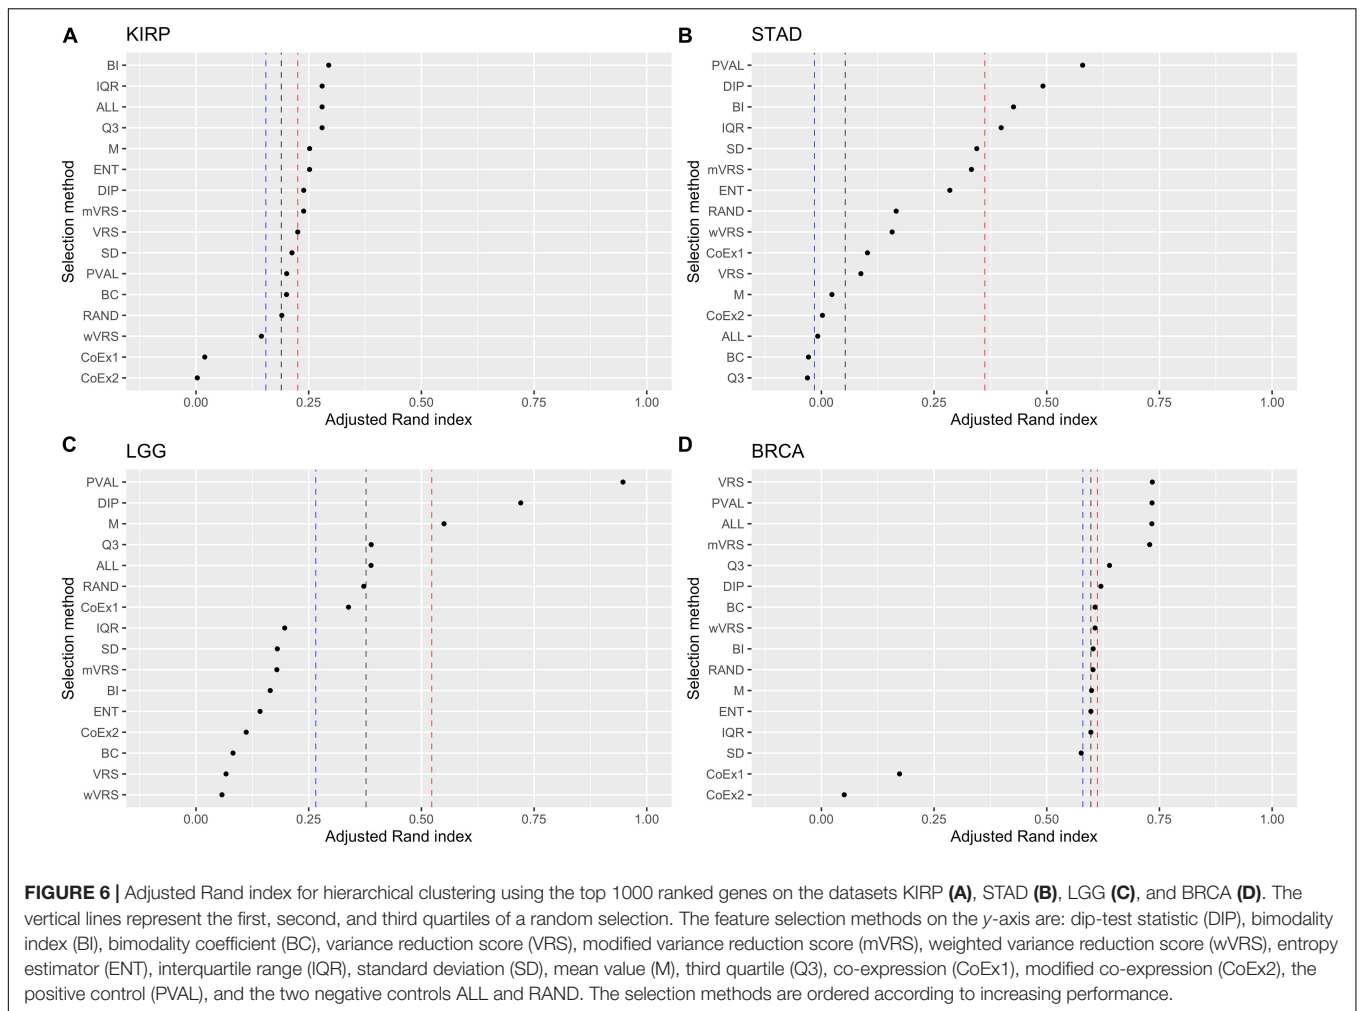 A
KIRP
Selection method
BI
IQR
ALL
Q3
M
ENT
DIP
mVRS
VRS
SD
PVAL
BC
RAND
wVRS
CoEx1
CoEx2
0.00 0.25 0.50 0.75 1.00
Adjusted Rand index
B
STAD
Selection method
PVAL
DIP
BI
IQR
SD
mVRS
ENT
RAND
wVRS
CoEx1
VRS
M
CoEx2
ALL
BC
Q3
0.00 0.25 0.50 0.75 1.00
Adjusted Rand index
C
LGG
Selection method
PVAL
DIP
M
Q3
ALL
RAND
CoEx1
IQR
SD
mVRS
BI
ENT
CoEx2
BC
VRS
wVRS
0.00 0.25 0.50 0.75 1.00
Adjusted Rand index
D
BRCA
Selection method
VRS
PVAL
ALL
mVRS
Q3
DIP
BC
wVRS
BI
RAND
M
ENT
IQR
SD
CoEx1
CoEx2
0.00 0.25 0.50 0.75 1.00
Adjusted Rand index
FIGURE 6 | Adjusted Rand index for hierarchical clustering using the top 1000 ranked genes on the datasets KIRP (A), STAD (B), LGG (C), and BRCA (D). The
vertical lines represent the first, second, and third quartiles of a random selection. The feature selection methods on the y-axis are: dip-test statistic (DIP), bimodality
index (BI), bimodality coefficient (BC), variance reduction score (VRS), modified variance reduction score (mVRS), weighted variance reduction score (wVRS), entropy
estimator (ENT), interquartile range (IQR), standard deviation (SD), mean value (M), third quartile (Q3), co-expression (CoEx1), modified co-expression (CoEx2), the
positive control (PVAL), and the two negative controls ALL and RAND. The selection methods are ordered according to increasing performance.